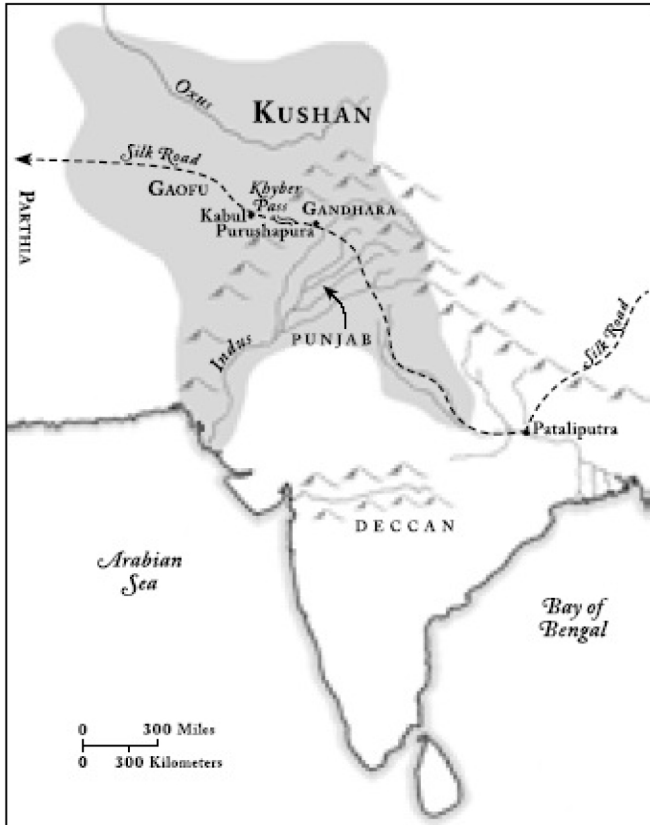 Oxus
KUSHAN
Silk Road
GAOFU
Khyber
Pass
GANDHARA
Kabul
Purushapura
PARTHIA
Indus
PUNJAB
Silk Road
Pataliputra
DECCAN
Arabian
Sea
Bay of
Bengal
0 300 Miles
0 300 Kilometers